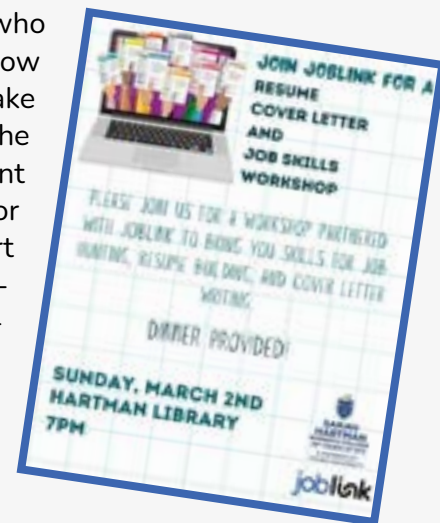 who
ow
ake
he
nt
or
rt
-
JOIN JOBLINK FOR A
RESUME
COVER LETTER
AND
JOB SKILLS
WORKSHOP
PLEASE JOIN US FOR A WORKSHOP PARTNERED
WITH JOBLINK TO BRING YOU SKILLS FOR JOB
HUNTING, RESUME BUILDING, AND COVER LETTER
WRITING
DINNER PROVIDED!
SUNDAY, MARCH 2ND
HARTMAN LIBRARY
7PM
HARTMAN
joblink